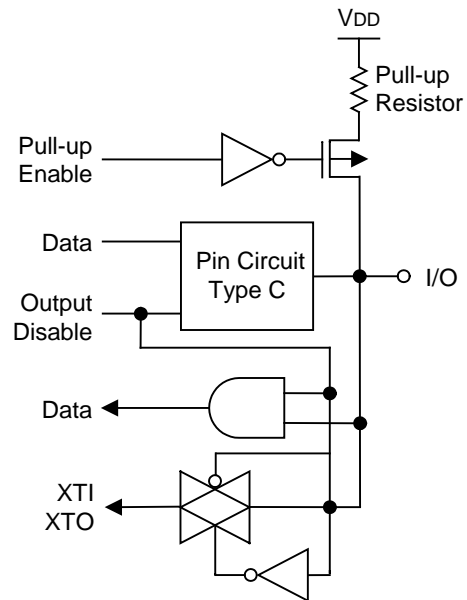 VDD
Pull-up
Resistor
Pull-up
Enable
Data
Pin Circuit
Type C
I/O
Output
Disable
Data
XTI
XTO